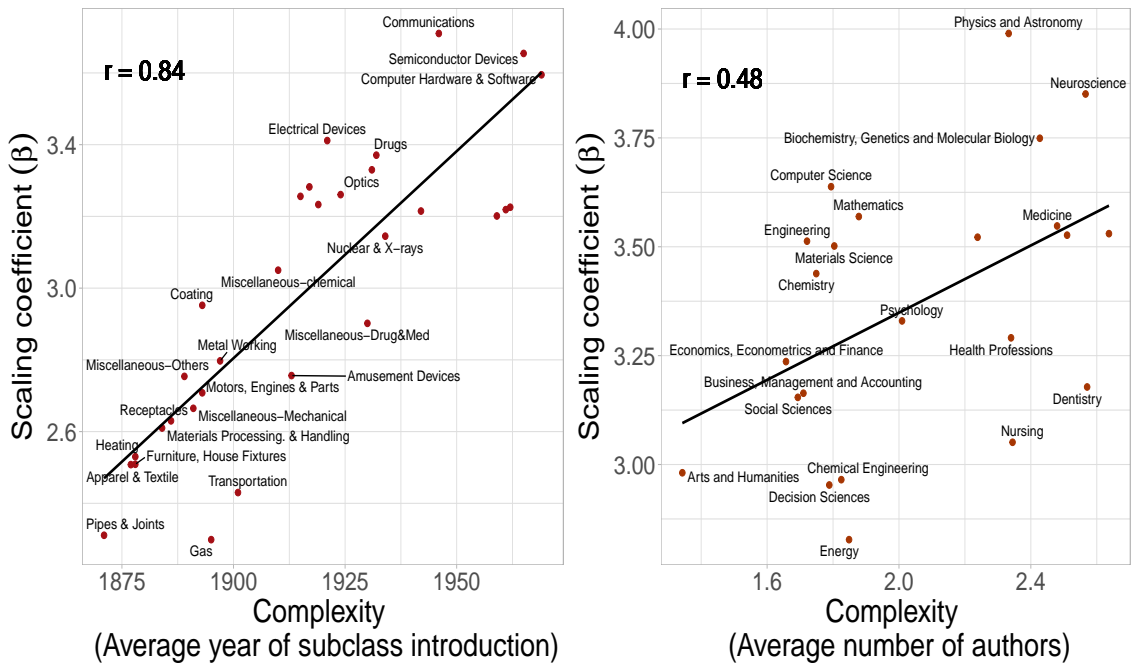 Communications
Semiconductor Devices
Computer Hardware & Software
r = 0.84
Electrical Devices
Drugs
Optics
Nuclear & X−rays
Miscellaneous−chemical
Coating
Miscellaneous−Drug&Med
Metal Working
Miscellaneous−Others
Amusement Devices
Motors, Engines & Parts
Receptacles
Miscellaneous−Mechanical
Materials Processing. & Handling
Heating
Furniture, House Fixtures
Apparel & Textile
Transportation
Pipes & Joints
Gas
3.4
3.0
2.6
Scaling coefficient (β)
1875 1900 1925 1950
Complexity
(Average year of subclass introduction)
Physics and Astronomy
r = 0.48
Neuroscience
Biochemistry, Genetics and Molecular Biology
Computer Science
Mathematics
Medicine
Engineering
Materials Science
Chemistry
Psychology
Economics, Econometrics and Finance
Health Professions
Business, Management and Accounting
Social Sciences
Dentistry
Nursing
Chemical Engineering
Arts and Humanities
Decision Sciences
Energy
4.00
3.75
3.50
3.25
3.00
Scaling coefficient (β)
1.6 2.0 2.4
Complexity
(Average number of authors)